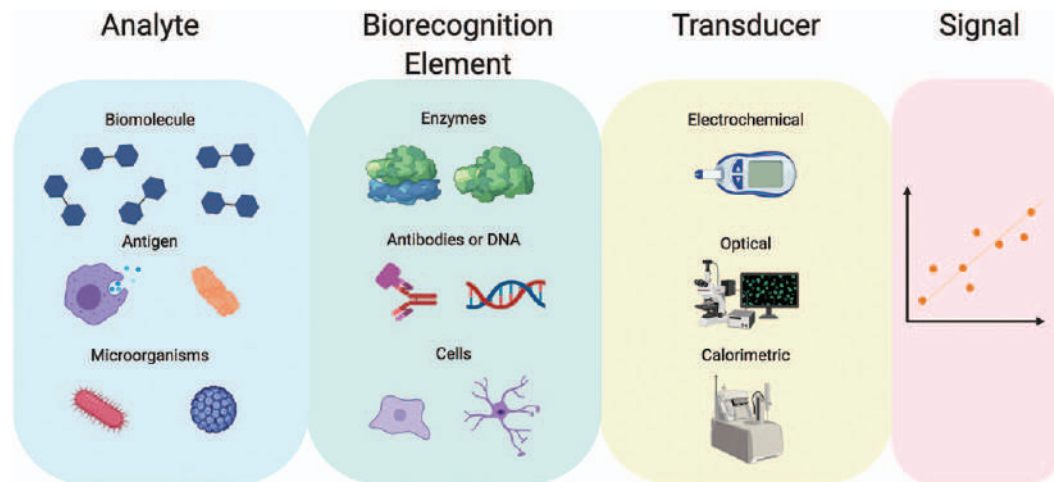 Analyte
Biorecognition
Element
Transducer
Signal
Biomolecule
Antigen
Microorganisms
Enzymes
Antibodies or DNA
Cells
Electrochemical
Optical
Calorimetric